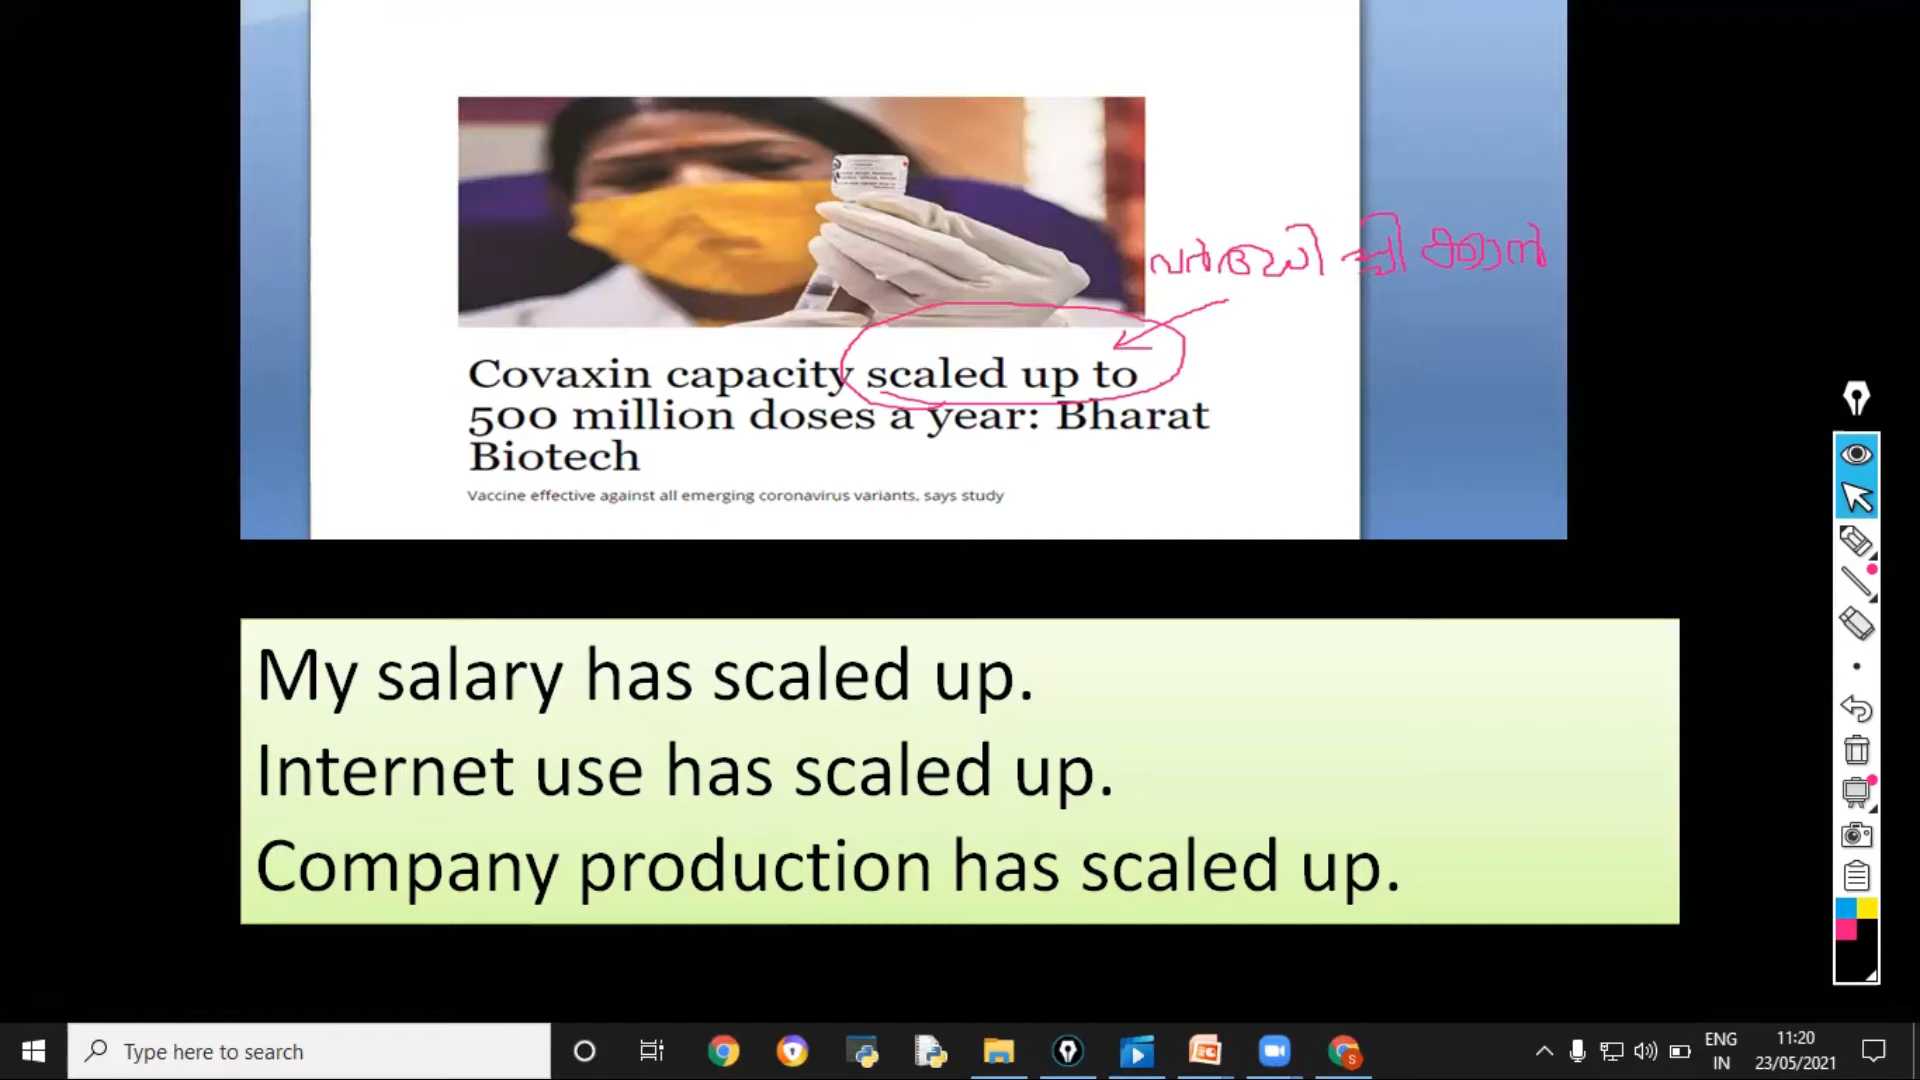 വർദ്ധിപ്പിക്കാൻ
Covaxin capacity scaled up to
500 million doses a year: Bharat
Biotech
Vaccine effective against all emerging coronavirus variants, says study
My salary has scaled up.
Internet use has scaled up.
Company production has scaled up.
Type here to search
ENG
IN
11:20
23/05/2021